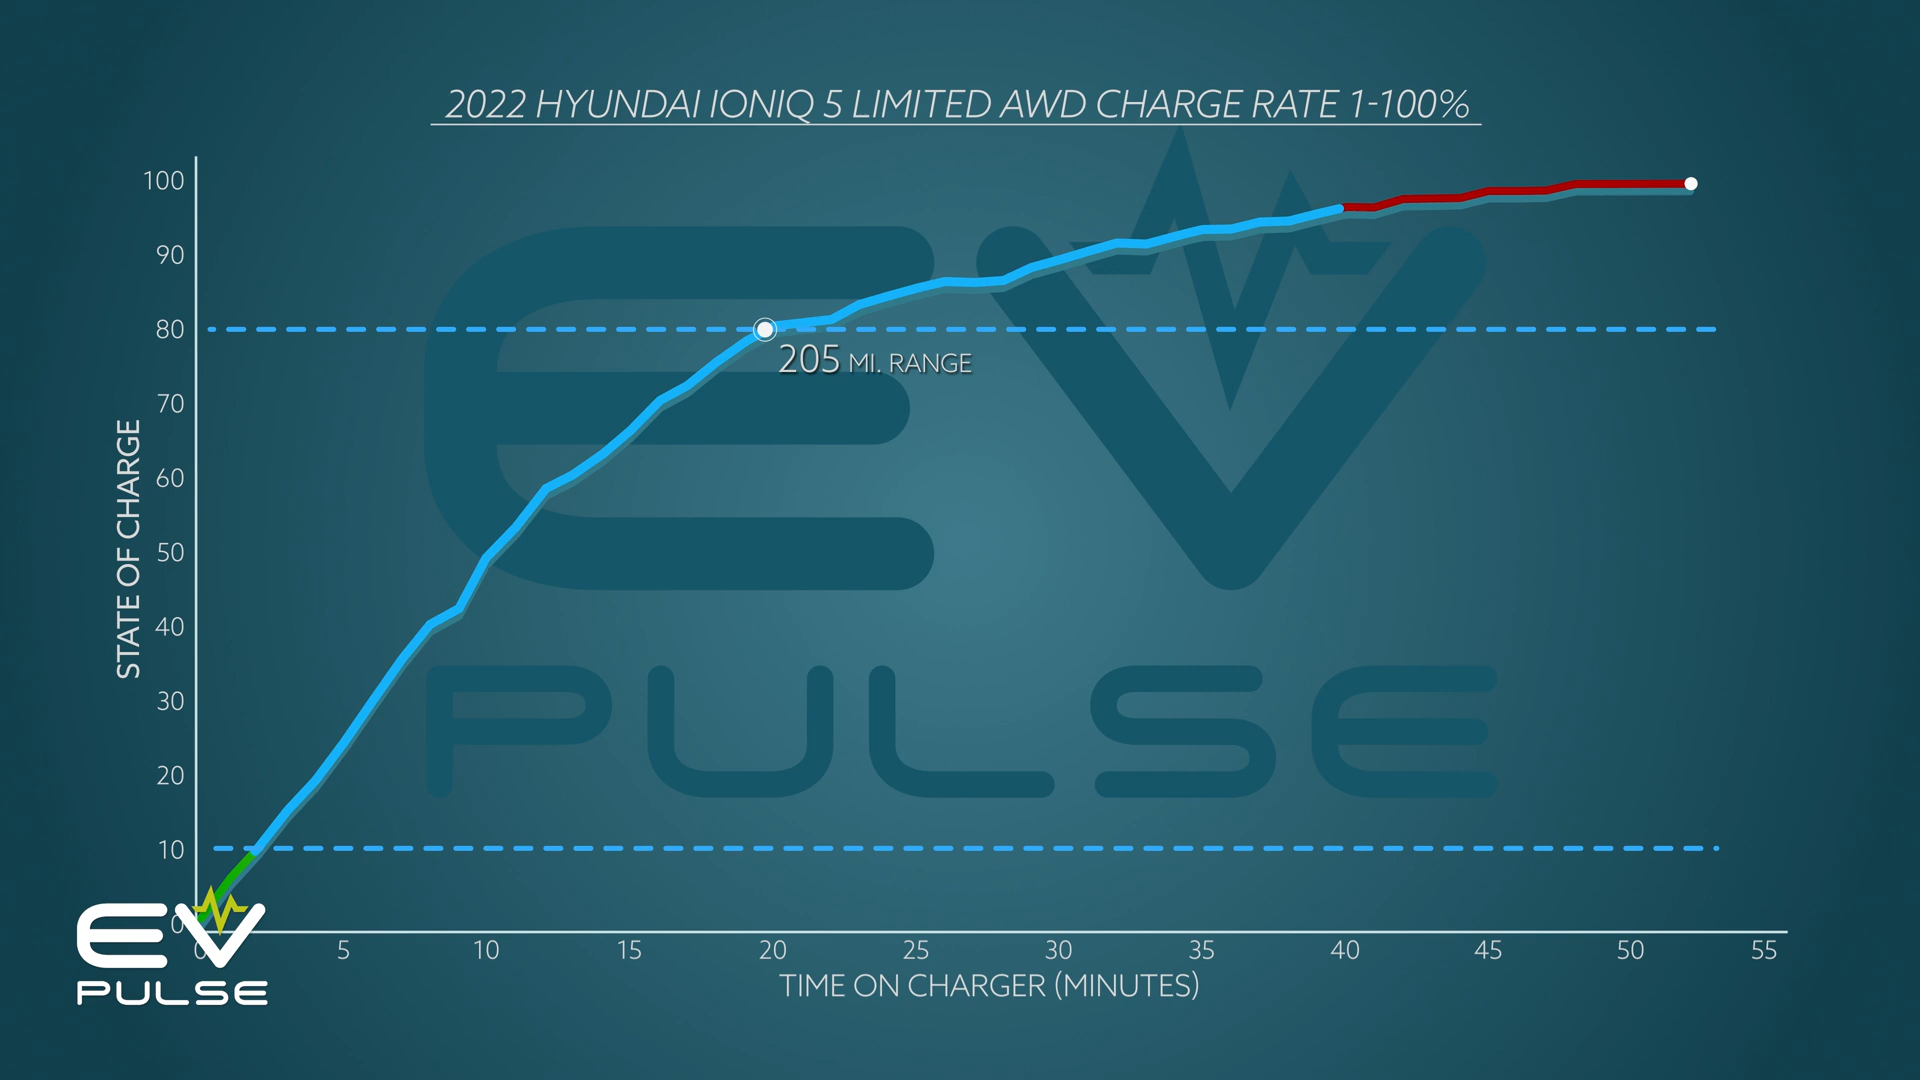 2022 HYUNDAI IONIQ 5 LIMITED AWD CHARGE RATE 1-100%
100
90
80
70
60
50
40
30
20
10
0
STATE OF CHARGE
205 MI. RANGE
EV
PULSE
0 5 10 15 20 25 30 35 40 45 50 55
TIME ON CHARGER (MINUTES)
EV
PULSE